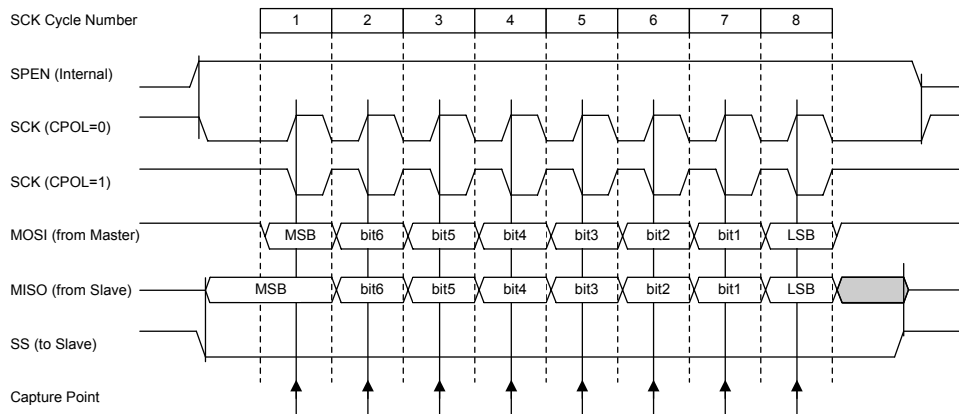 SCK Cycle Number 1 2 3 4 5 6 7 8
SPEN (Internal)
SCK (CPOL=0)
SCK (CPOL=1)
MOSI (from Master) MSB bit6 bit5 bit4 bit3 bit2 bit1 LSB
MISO (from Slave) MSB bit6 bit5 bit4 bit3 bit2 bit1 LSB
SS (to Slave)
Capture Point